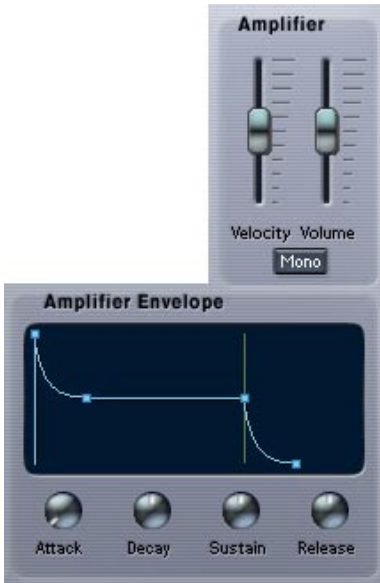 Amplifier
Velocity Volume
Mono
Amplifier Envelope
Attack Decay Sustain Release